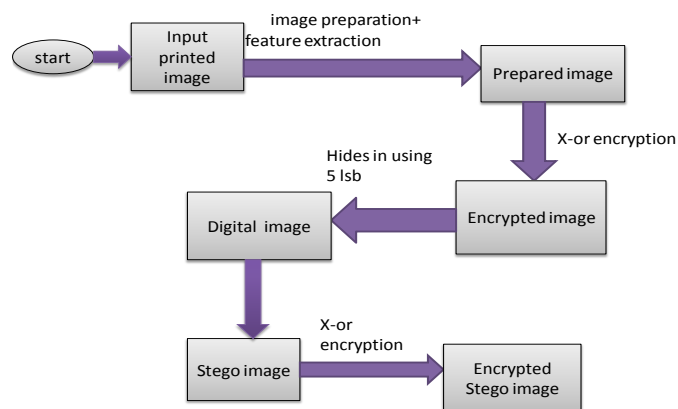 start
Input
printed
image
image preparation+
feature extraction
Prepared image
X-or encryption
Encrypted image
Hides in using
5 lsb
Digital image
Stego image
X-or
encryption
Encrypted
Stego image